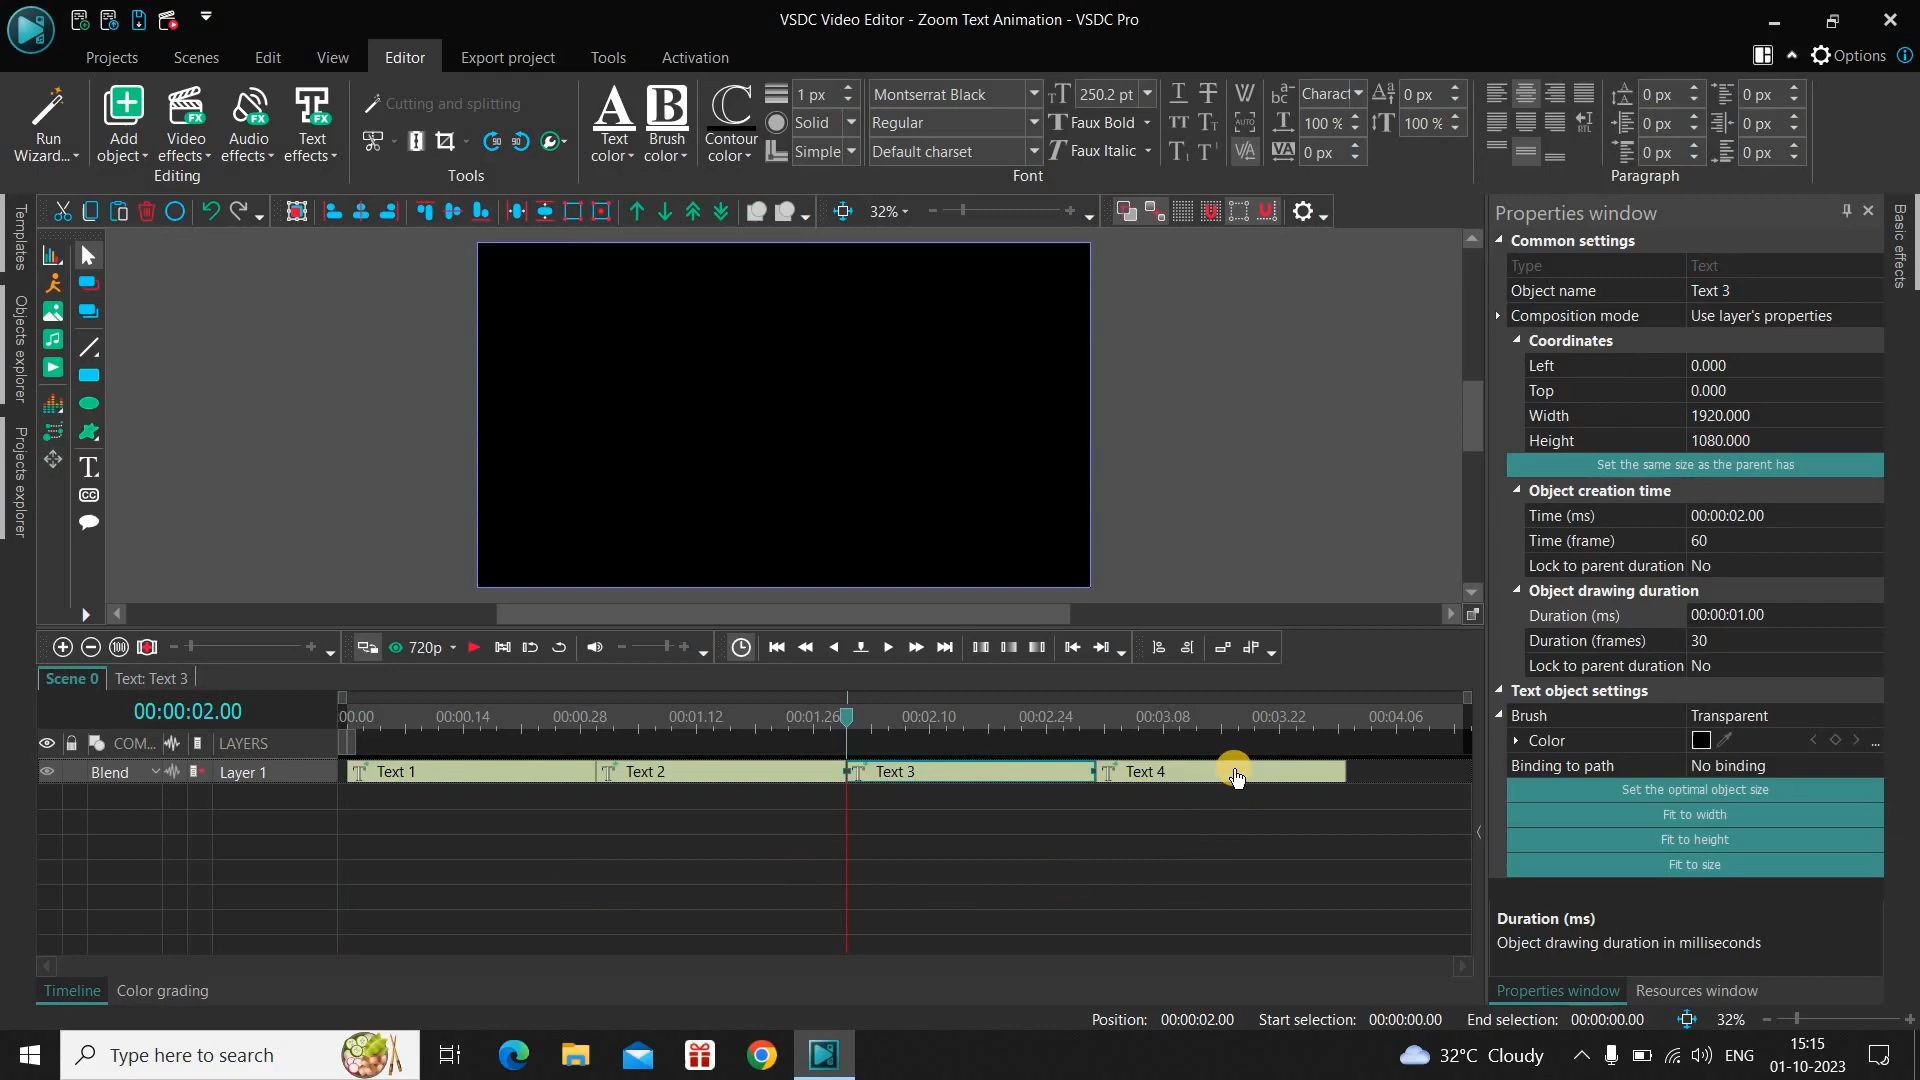 VSDC Video Editor - Zoom Text Animation - VSDC Pro
Projects Scenes Edit View Editor Export project Tools Activation Options
Run Wizard...
Add object
Video effects
Audio effects
Text effects
Editing
Cutting and splitting
Tools
Text color
Brush color
Contour color
1 px
Solid
Simple
Montserrat Black
250.2 pt
Regular
Faux Bold
Default charset
Faux Italic
Font
Charact
0 px
100 %
100 %
0 px
0 px
0 px
0 px
0 px
0 px
0 px
Paragraph
32%
Templates
Objects explorer
Projects explorer
Basic effects
Properties window
Common settings
Type Text
Object name Text 3
Composition mode Use layer's properties
Coordinates
Left 0.000
Top 0.000
Width 1920.000
Height 1080.000
Set the same size as the parent has
Object creation time
Time (ms) 00:00:02.00
Time (frame) 60
Lock to parent duration No
Object drawing duration
Duration (ms) 00:00:01.00
Duration (frames) 30
Lock to parent duration No
Text object settings
Brush Transparent
Color ...
Binding to path No binding
Set the optimal object size
Fit to width
Fit to height
Fit to size
Duration (ms)
Object drawing duration in milliseconds
Properties window Resources window
720p
Scene 0 Text: Text 3
00:00:02.00
00.00 00:00.14 00:00.28 00:01.12 00:01.26 00:02.10 00:02.24 00:03.08 00:03.22 00:04.06
COM... LAYERS
Blend Layer 1
Text 1 Text 2 Text 3 Text 4
Timeline Color grading
Position: 00:00:02.00 Start selection: 00:00:00.00 End selection: 00:00:00.00 32%
Type here to search
32°C Cloudy
ENG
15:15
01-10-2023